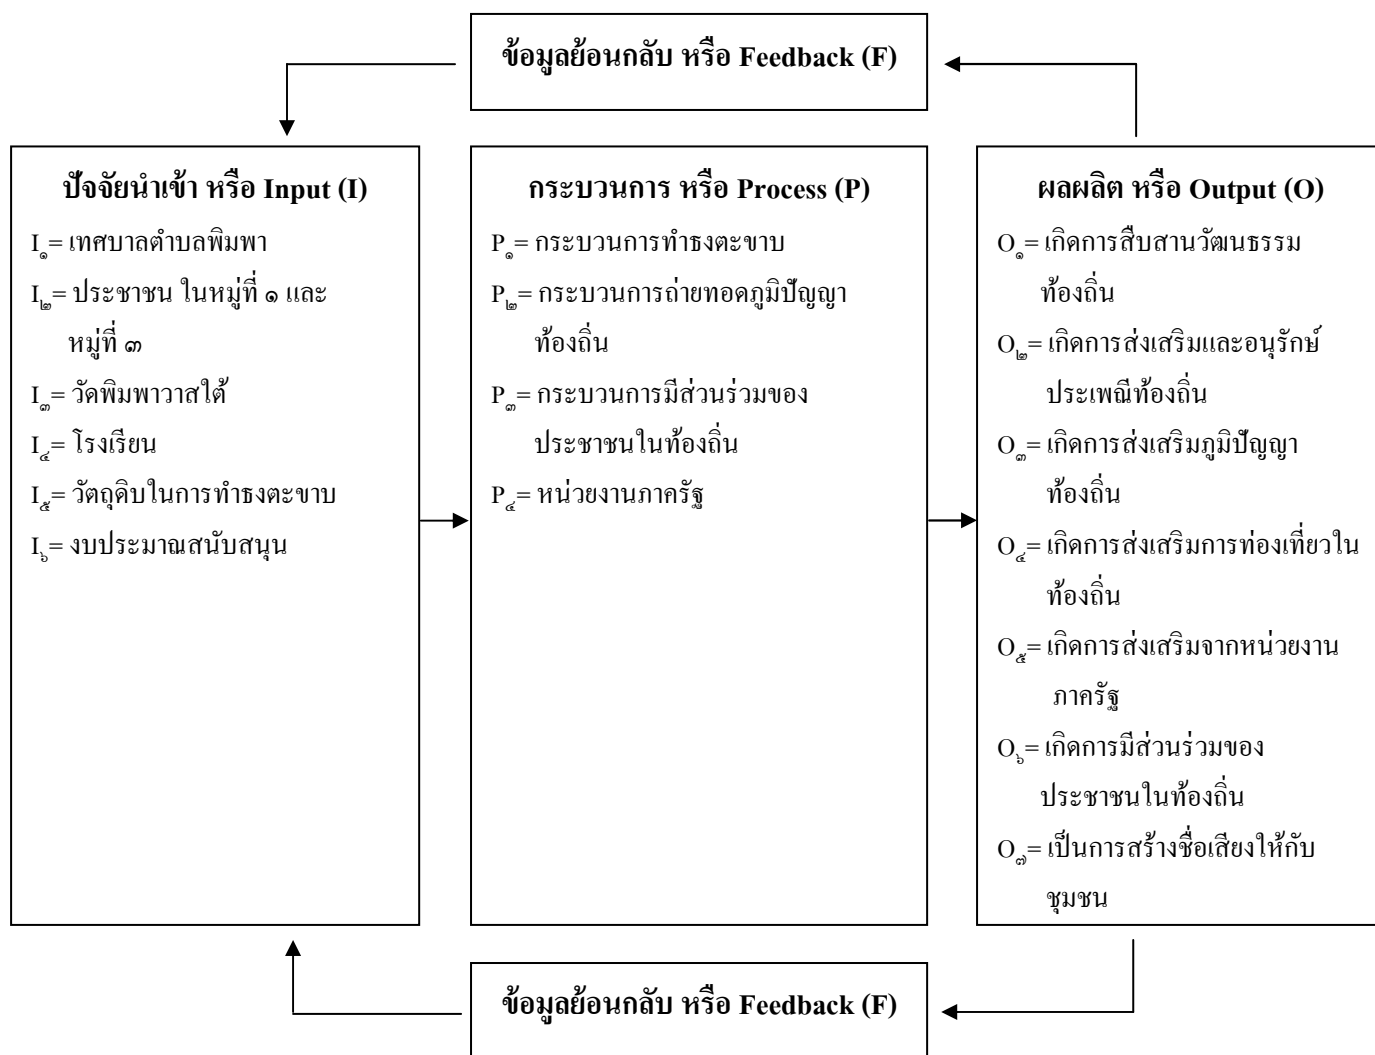 ข้อมูลย้อนกลับ หรือ Feedback (F)
ปัจจัยนำเข้า หรือ Input (I)
I๑= เทศบาลตำบลพิมพา
I๒= ประชาชน ในหมู่ที่ ๑ และ
หมู่ที่ ๓
I๓= วัดพิมพาวาสใต้
I๔= โรงเรียน
I๕= วัตถุดิบในการทำธงตะขาบ
I๖= งบประมาณสนับสนุน
กระบวนการ หรือ Process (P)
P๑= กระบวนการทำธงตะขาบ
P๒= กระบวนการถ่ายทอดภูมิปัญญา
ท้องถิ่น
P๓= กระบวนการมีส่วนร่วมของ
ประชาชนในท้องถิ่น
P๔= หน่วยงานภาครัฐ
ผลผลิต หรือ Output (O)
O๑= เกิดการสืบสานวัฒนธรรม
ท้องถิ่น
O๒= เกิดการส่งเสริมและอนุรักษ์
ประเพณีท้องถิ่น
O๓= เกิดการส่งเสริมภูมิปัญญา
ท้องถิ่น
O๔= เกิดการส่งเสริมการท่องเที่ยวใน
ท้องถิ่น
O๕= เกิดการส่งเสริมจากหน่วยงาน
ภาครัฐ
O๖= เกิดการมีส่วนร่วมของ
ประชาชนในท้องถิ่น
O๗= เป็นการสร้างชื่อเสียงให้กับ
ชุมชน
ข้อมูลย้อนกลับ หรือ Feedback (F)